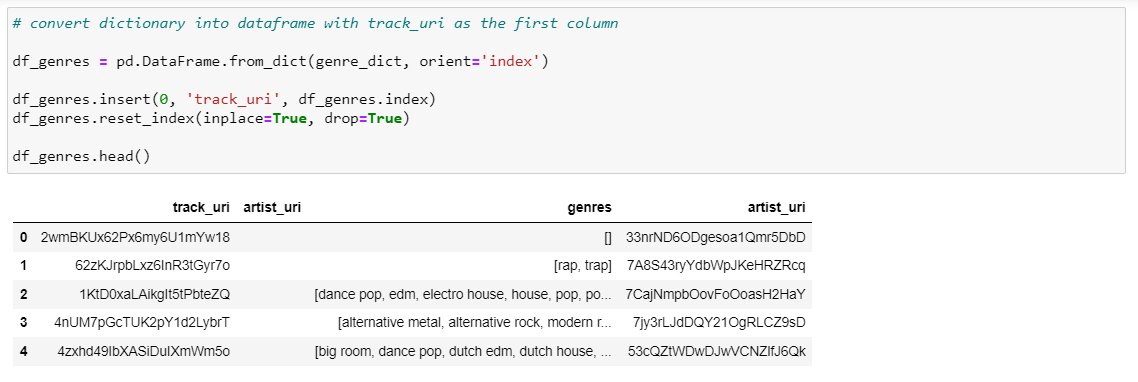 # convert dictionary into dataframe with track_uri as the first column
df_genres = pd.DataFrame.from_dict(genre_dict, orient='index')
df_genres.insert(0, 'track_uri', df_genres.index)
df_genres.reset_index(inplace=True, drop=True)
df_genres.head()
track_uri artist_uri genres artist_uri
0 2wmBKUx62Px6my6U1mYw18 [] 33nrND6ODgesoa1Qmr5DbD
1 62zKJrpbLxz6InR3tGyr7o [rap, trap] 7A8S43ryYdbWpJKeHRZRcq
2 1KtD0xaLAikgIt5tPbteZQ [dance pop, edm, electro house, house, pop, po... 7CajNmpbOovFoOoasH2HaY
3 4nUM7pGcTUK2pY1d2LybrT [alternative metal, alternative rock, modern r... 7jy3rLJdDQY21OgRLCZ9sD
4 4zxhd49IbXASiDuIXmWm5o [big room, dance pop, dutch edm, dutch house, ... 53cQZtWDwDJwVCNZlfJ6Qk